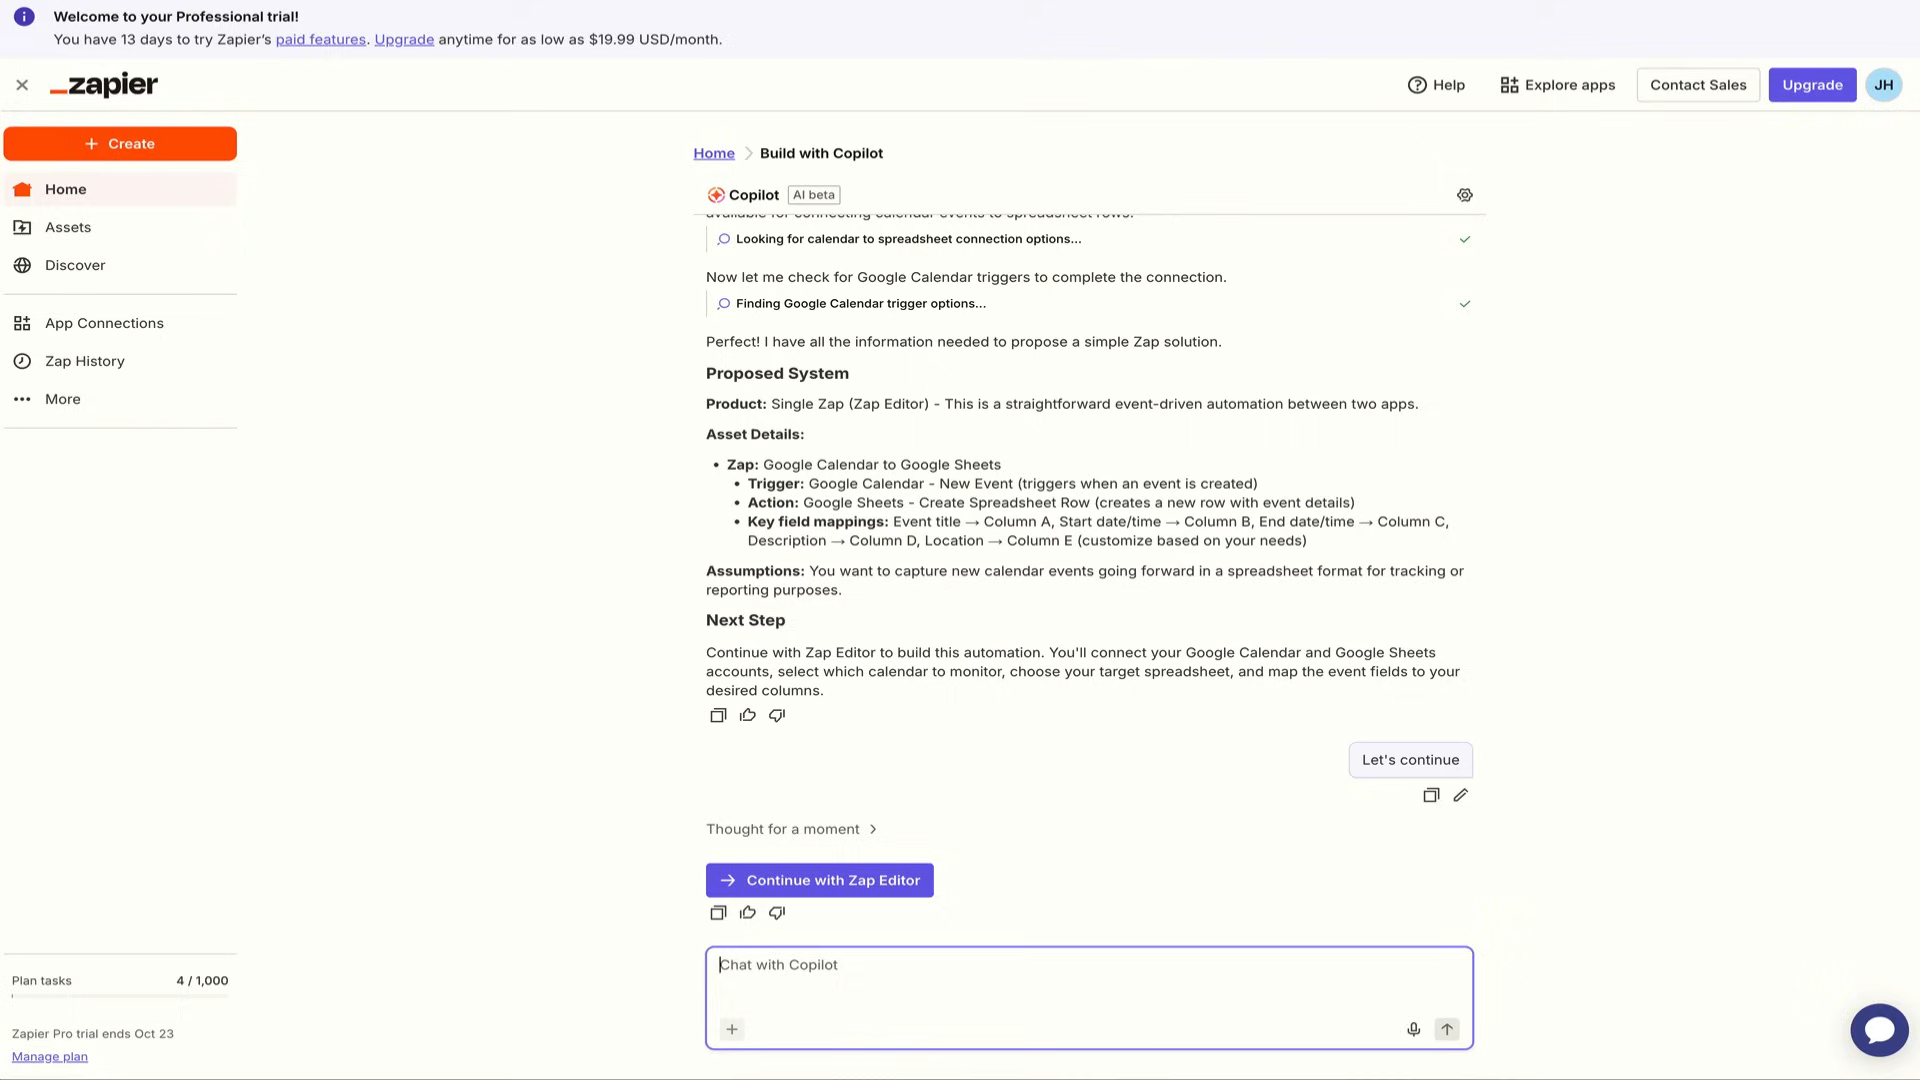 Welcome to your Professional trial!
You have 13 days to try Zapier's paid features. Upgrade anytime for as low as $19.99 USD/month.
zapier
Help
Explore apps
Contact Sales
Upgrade
JH
+ Create
Home
Assets
Discover
App Connections
Zap History
More
Plan tasks
4 / 1,000
Zapier Pro trial ends Oct 23
Manage plan
Home > Build with Copilot
Copilot
AI beta
available for connecting calendar events to spreadsheet rows.
Looking for calendar to spreadsheet connection options...
Now let me check for Google Calendar triggers to complete the connection.
Finding Google Calendar trigger options...
Perfect! I have all the information needed to propose a simple Zap solution.
Proposed System
Product: Single Zap (Zap Editor) - This is a straightforward event-driven automation between two apps.
Asset Details:
• Zap: Google Calendar to Google Sheets
• Trigger: Google Calendar - New Event (triggers when an event is created)
• Action: Google Sheets - Create Spreadsheet Row (creates a new row with event details)
• Key field mappings: Event title → Column A, Start date/time → Column B, End date/time → Column C,
Description → Column D, Location → Column E (customize based on your needs)
Assumptions: You want to capture new calendar events going forward in a spreadsheet format for tracking or
reporting purposes.
Next Step
Continue with Zap Editor to build this automation. You'll connect your Google Calendar and Google Sheets
accounts, select which calendar to monitor, choose your target spreadsheet, and map the event fields to your
desired columns.
Let's continue
Thought for a moment >
→ Continue with Zap Editor
Chat with Copilot